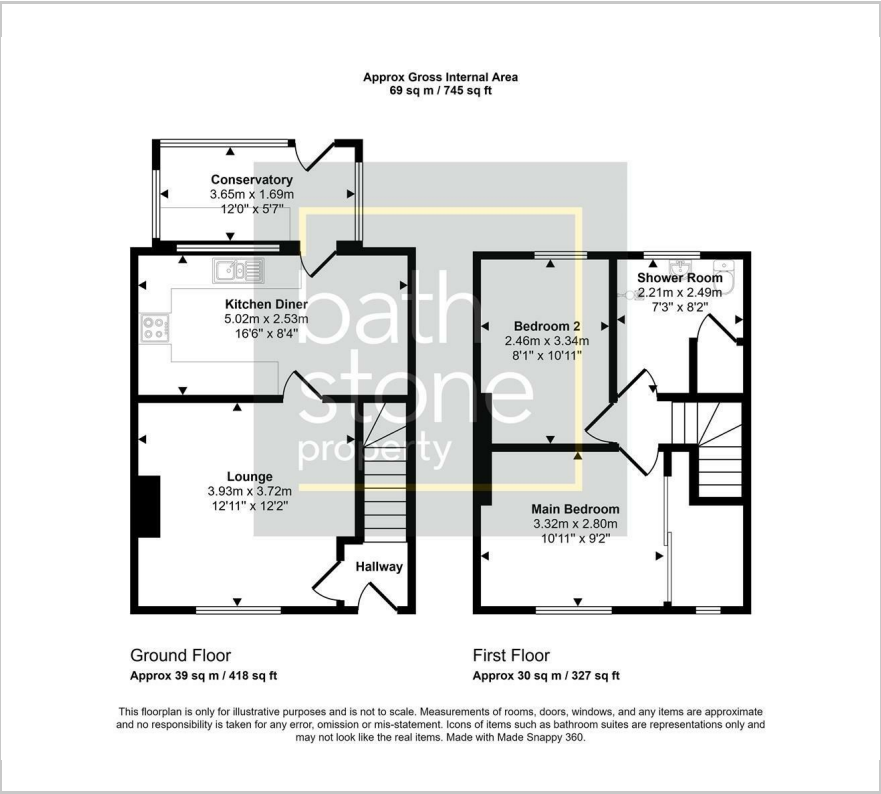 Approx Gross Internal Area
69 sq m / 745 sq ft
Conservatory
3.65m x 1.69m
12'0" x 5'7"
Kitchen Diner
5.02m x 2.53m
16'6" x 8'4"
Lounge
3.93m x 3.72m
12'11" x 12'2"
Hallway
Shower Room
2.21m x 2.49m
7'3" x 8'2"
Bedroom 2
2.46m x 3.34m
8'1" x 10'11"
Main Bedroom
3.32m x 2.80m
10'11" x 9'2"
bath
stone
property
Ground Floor
Approx 39 sq m / 418 sq ft
First Floor
Approx 30 sq m / 327 sq ft
This floorplan is only for illustrative purposes and is not to scale. Measurements of rooms, doors, windows, and any items are approximate
and no responsibility is taken for any error, omission or mis-statement. Icons of items such as bathroom suites are representations only and
may not look like the real items. Made with Made Snappy 360.